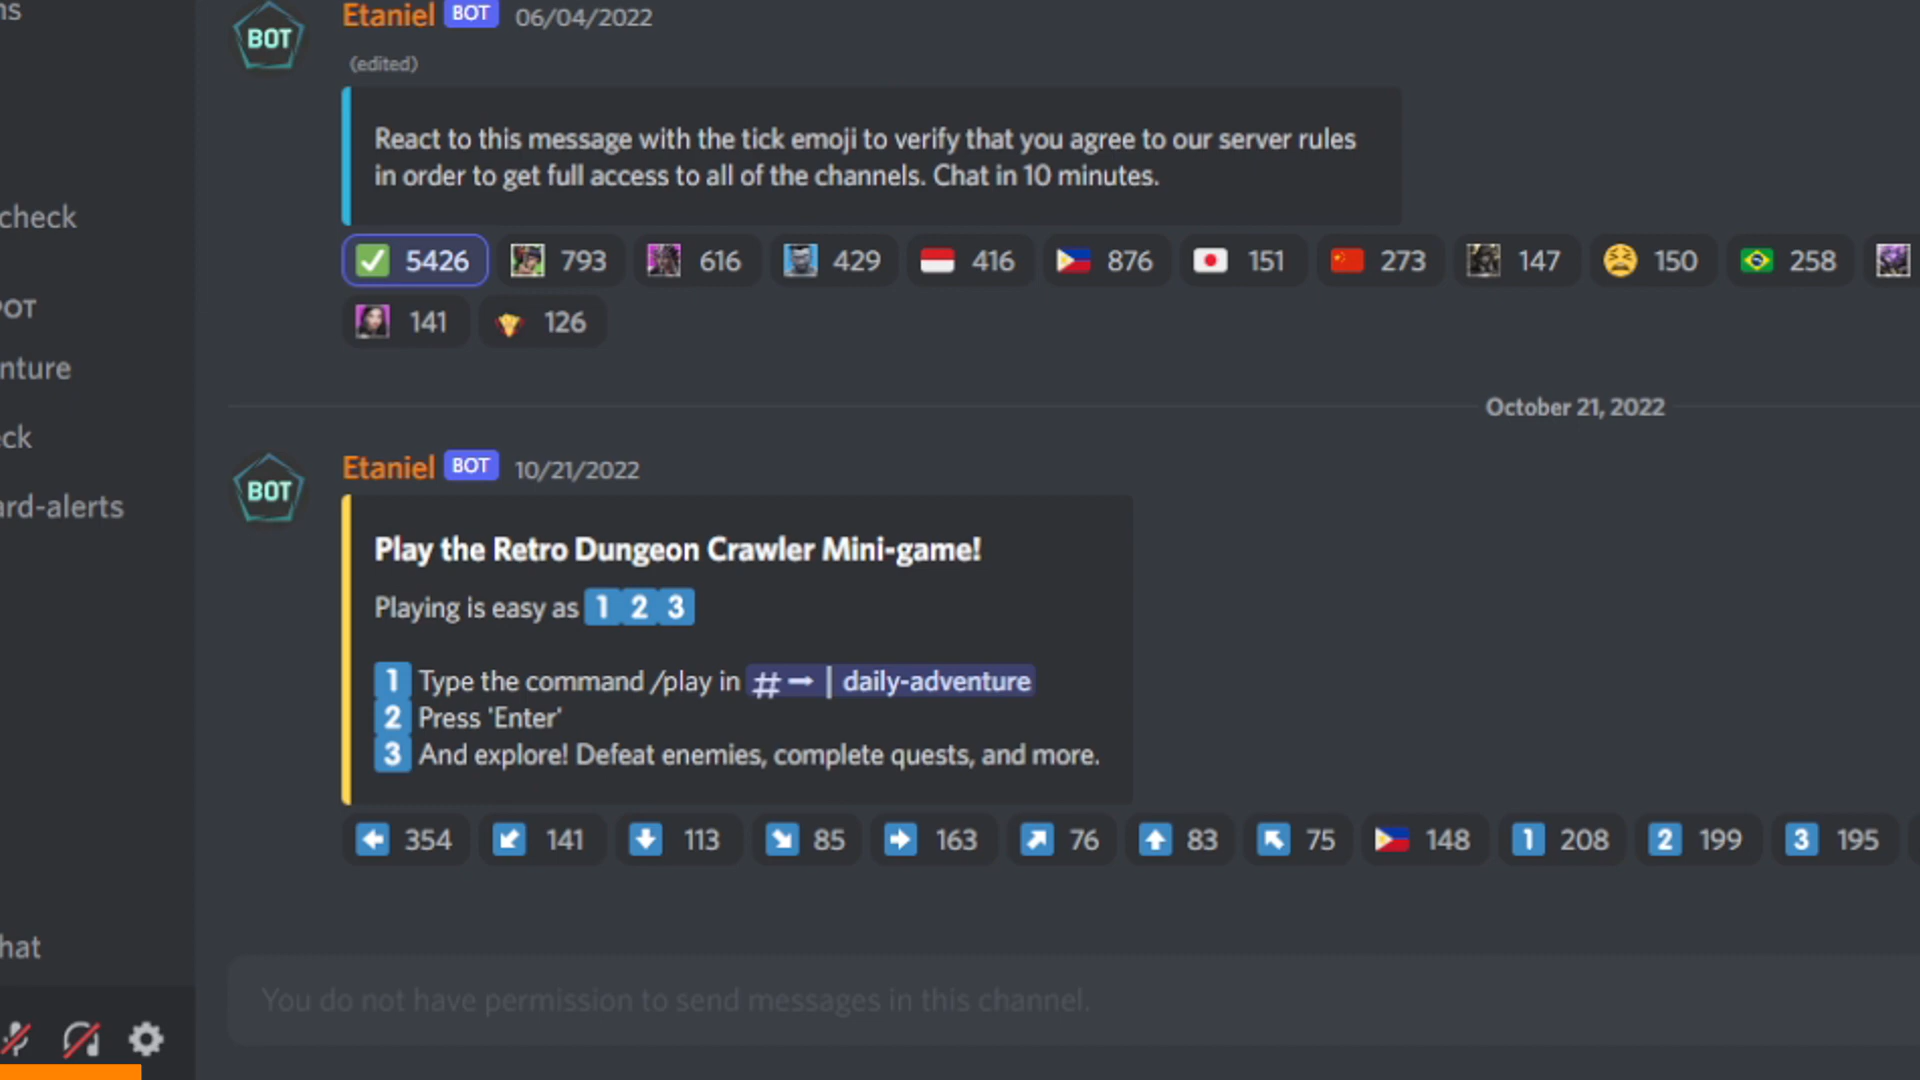 ns
check
POT
nture
eck
ard-alerts
hat
BOT
Etaniel BOT 06/04/2022
(edited)
React to this message with the tick emoji to verify that you agree to our server rules
in order to get full access to all of the channels. Chat in 10 minutes.
5426 793 616 429 416 876 151 273 147 150 258
141 126
October 21, 2022
BOT
Etaniel BOT 10/21/2022
Play the Retro Dungeon Crawler Mini-game!
Playing is easy as 1 2 3
1 Type the command /play in # → | daily-adventure
2 Press 'Enter'
3 And explore! Defeat enemies, complete quests, and more.
354 141 113 85 163 76 83 75 148 1 208 2 199 3 195
You do not have permission to send messages in this channel.